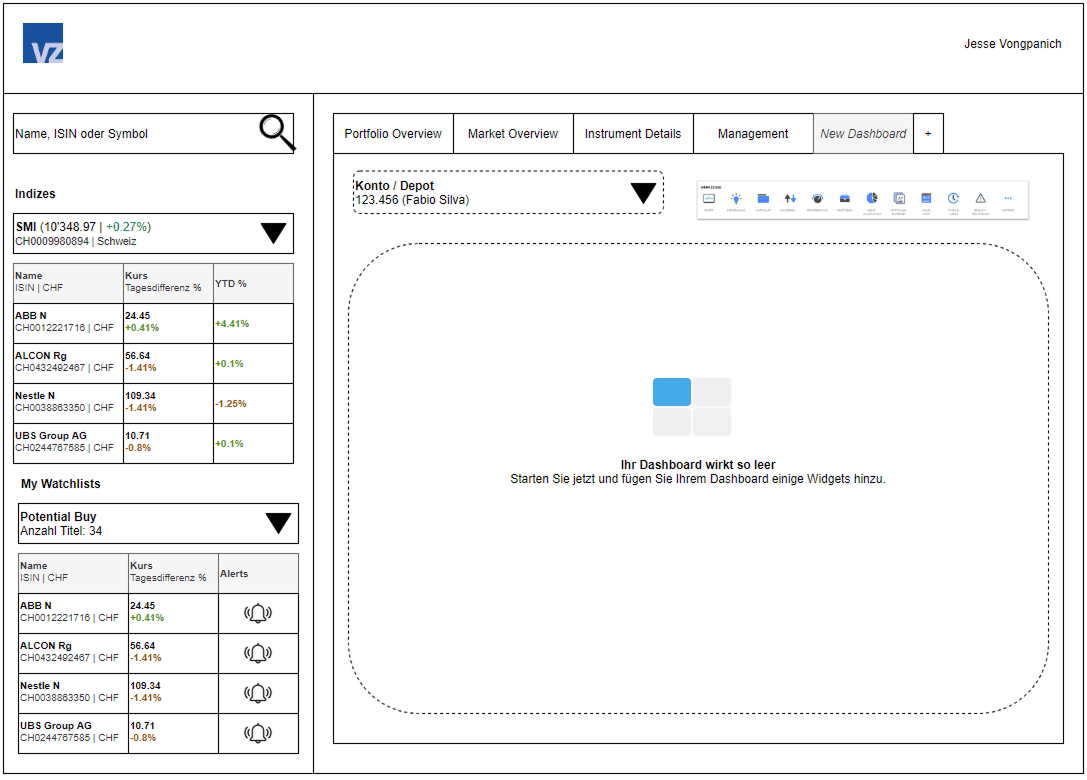 VZ
Jesse Vongpanich
Name, ISIN oder Symbol
Indizes
SMI (10'348.97 | +0.27%)
CH0009980894 | Schweiz
Name Kurs YTD %
ISIN | CHF Tagesdifferenz %
ABB N 24.45 +4.41%
CH0012221716 | CHF +0.41%
ALCON Rg 56.64 +0.1%
CH0432492467 | CHF -1.41%
Nestle N 109.34 -1.25%
CH0038863350 | CHF -1.41%
UBS Group AG 10.71 +0.1%
CH0244767585 | CHF -0.8%
My Watchlists
Potential Buy
Anzahl Titel: 34
Name Kurs Alerts
ISIN | CHF Tagesdifferenz %
ABB N 24.45
CH0012221716 | CHF +0.41%
ALCON Rg 56.64
CH0432492467 | CHF -1.41%
Nestle N 109.34
CH0038863350 | CHF -1.41%
UBS Group AG 10.71
CH0244767585 | CHF -0.8%
Portfolio Overview Market Overview Instrument Details Management New Dashboard +
Konto / Depot
123.456 (Fabio Silva)
Ihr Dashboard wirkt so leer
Starten Sie jetzt und fügen Sie Ihrem Dashboard einige Widgets hinzu.